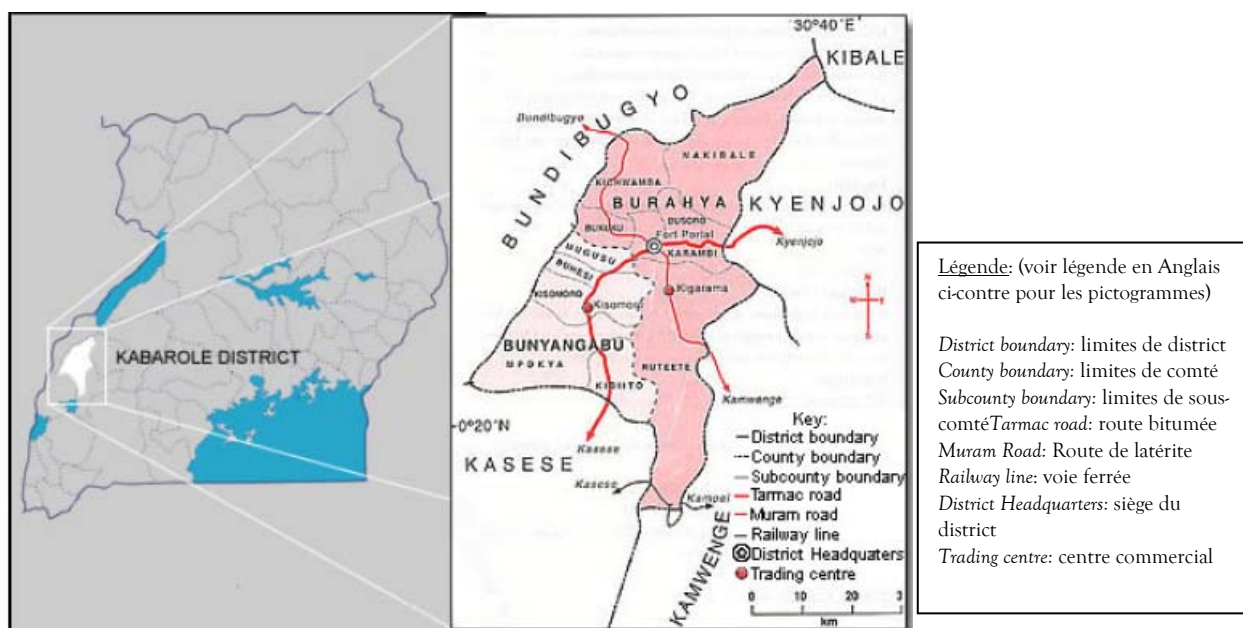 30°40′E
KIBALE
BUNDIBUGYO
Bundibugyo
NAKIBALE
KICHWAMBA
BURAHYA
KYENJOJO
BUSORO
BUKUKU
Fort Portal
Kyenjojo
MUGUSU
KARAMBI
BUHESI
KISOMORO
Kisomoro
Kigarama
KABAROLE DISTRICT
BUNYANGABU
MPOKYA
RUTEETE
KIBIITO
Kamwenge
0°20′N
KASESE
Kasese
Kasese
Kampal
KAMWENGE
Key:
District boundary
County boundary
Subcounty boundary
Tarmac road
Muram road
Railway line
District Headquaters
Trading centre
0 10 20 3
km
Légende: (voir légende en Anglais
ci-contre pour les pictogrammes)
District boundary: limites de district
County boundary: limites de comté
Subcounty boundary: limites de sous-
comtéTarmac road: route bitumée
Muram Road: Route de latérite
Railway line: voie ferrée
District Headquarters: siège du
district
Trading centre: centre commercial